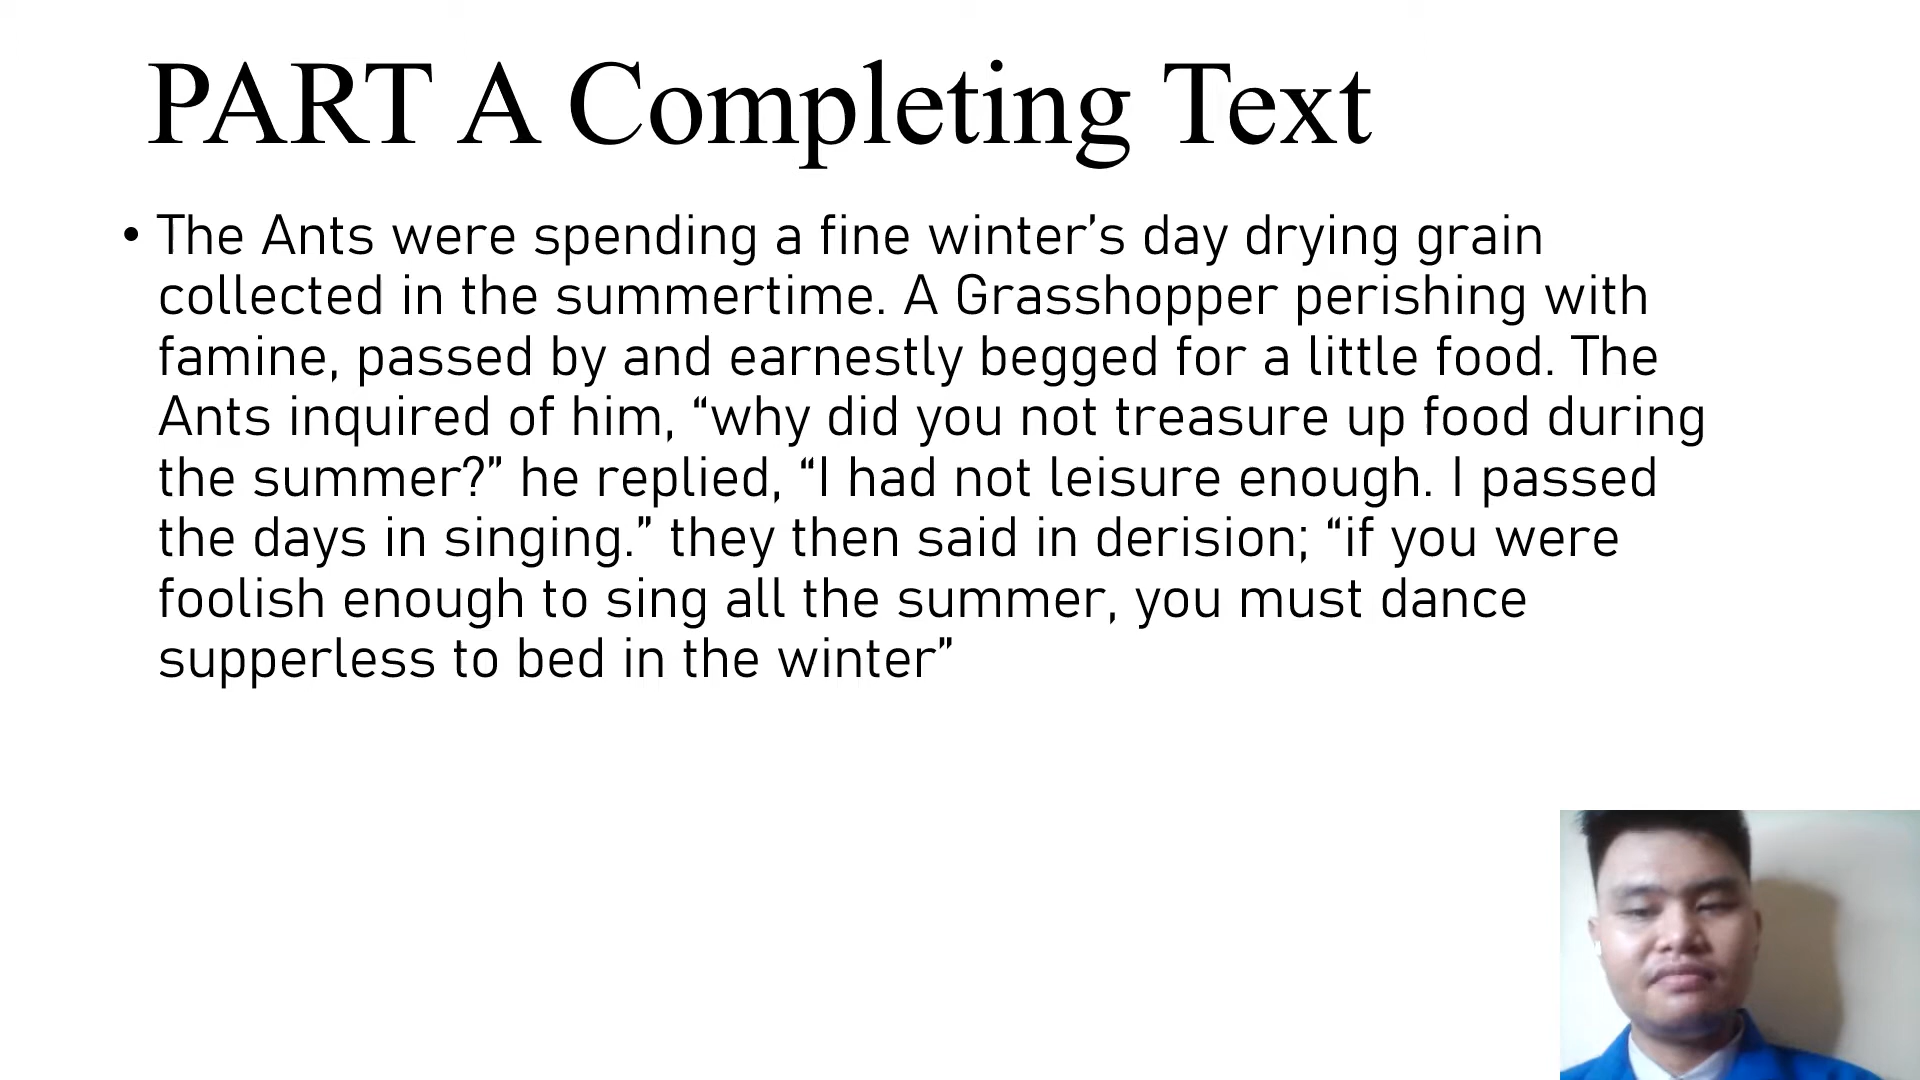 PART A Completing Text
• The Ants were spending a fine winter’s day drying grain
collected in the summertime. A Grasshopper perishing with
famine, passed by and earnestly begged for a little food. The
Ants inquired of him, “why did you not treasure up food during
the summer?” he replied, “I had not leisure enough. I passed
the days in singing.” they then said in derision; “if you were
foolish enough to sing all the summer, you must dance
supperless to bed in the winter”